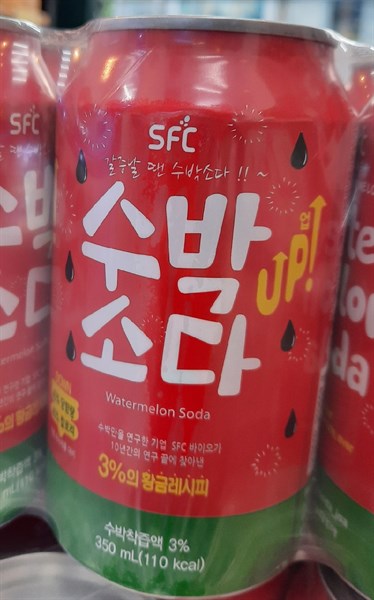 SFC
갈주날 땐 수박소다 !! ~
수박
소다
업
UP!
Watermelon Soda
수박만을 연구한 기업 SFC 바이오가
10년간의 연구 끝에 찾아낸
3%의 황금레시피
수박착즙액 3%
350 mL(110 kcal)
SFC